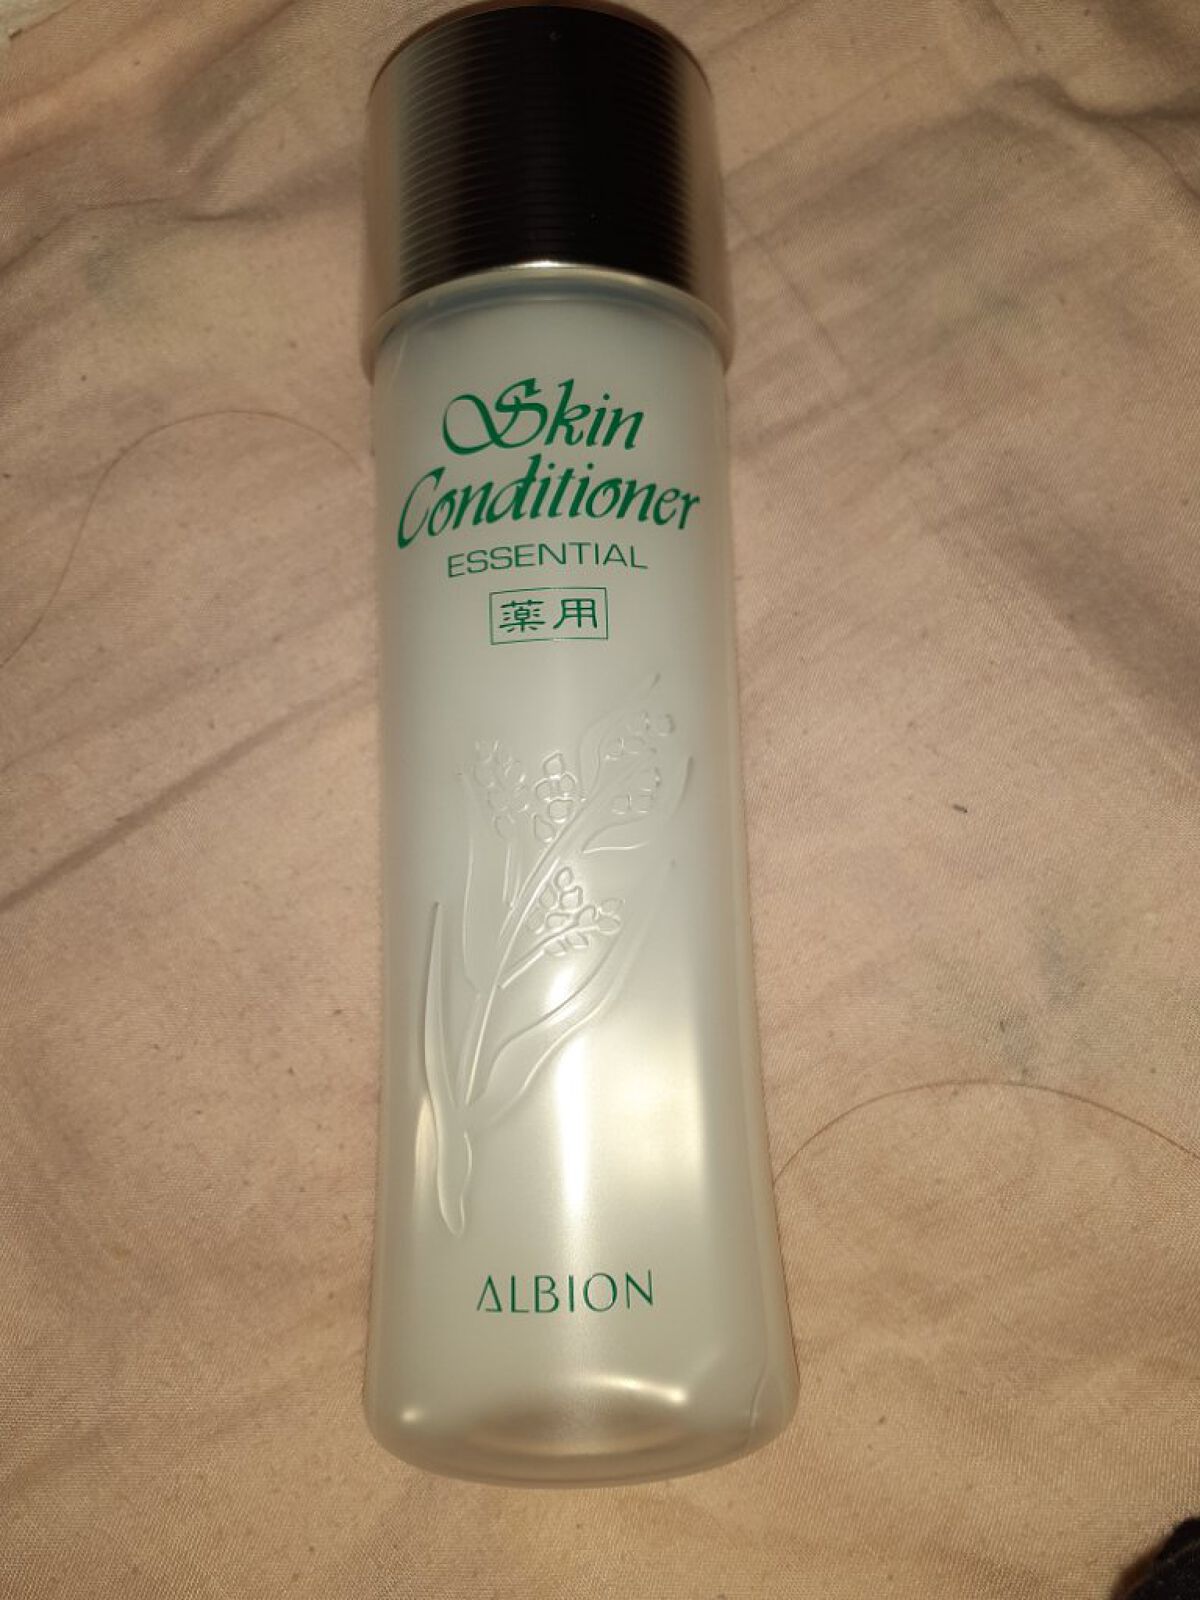 Skin
Conditioner
ESSENTIAL
薬用
ALBION